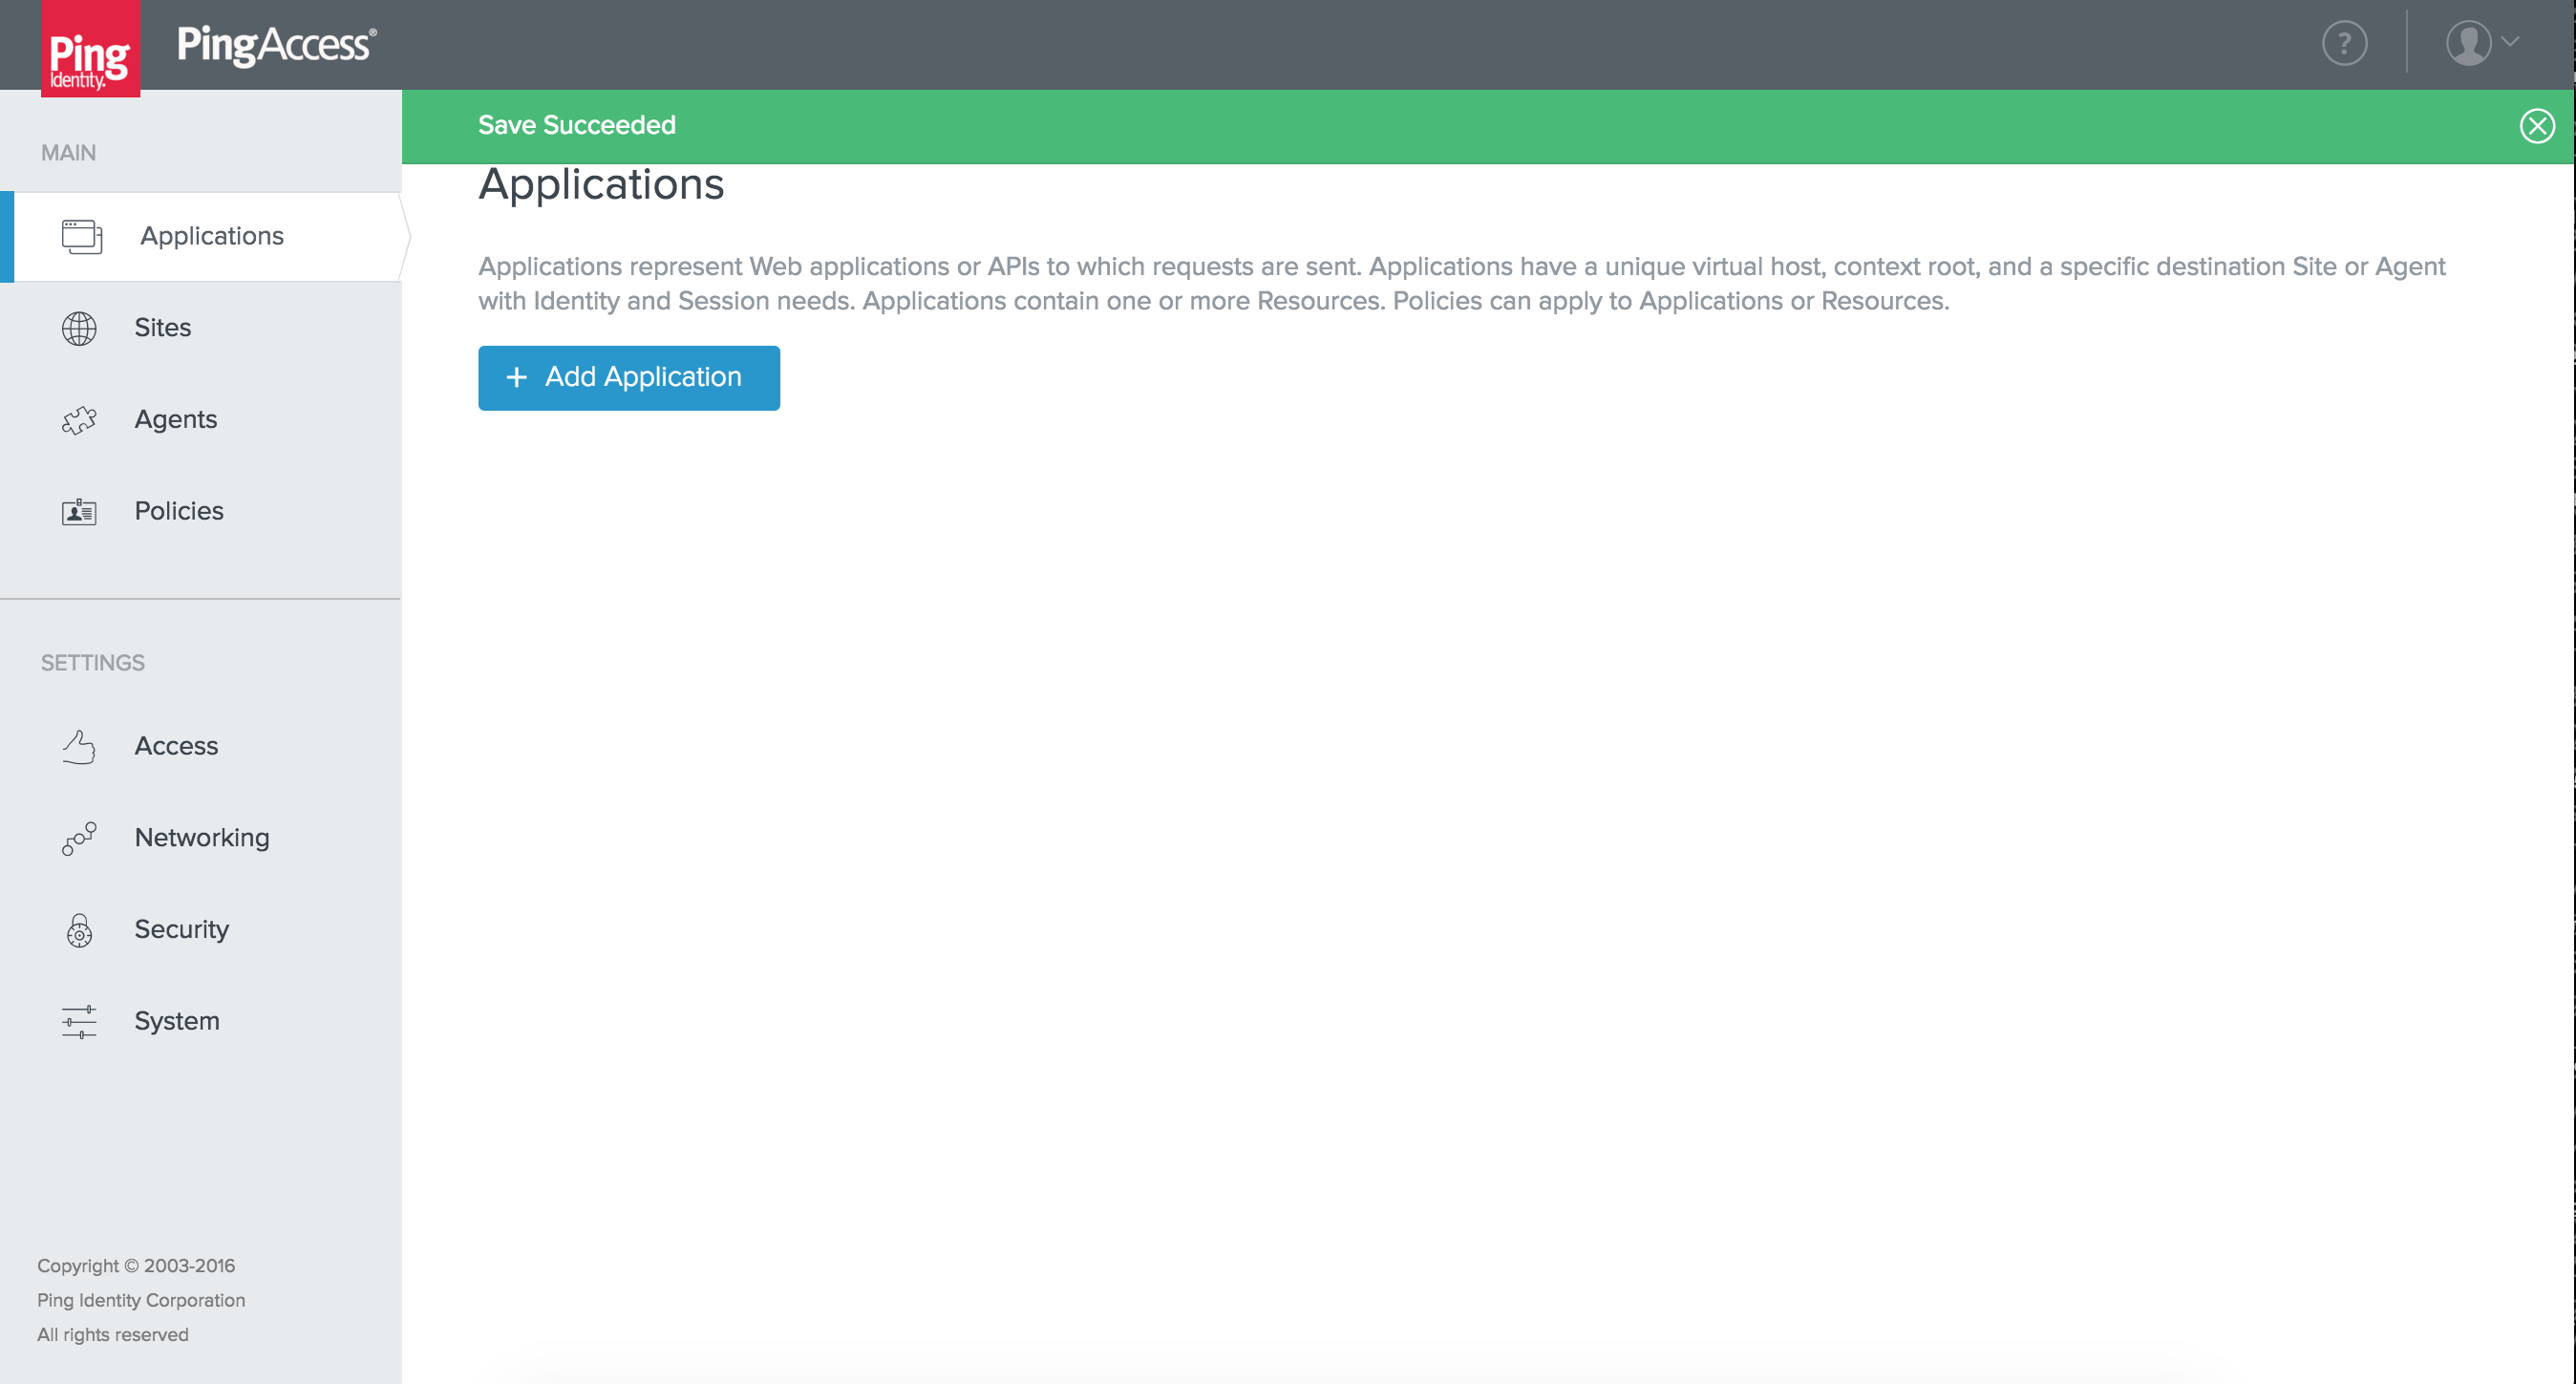 Ping
Identity.
PingAccess®
?
Save Succeeded
MAIN
Applications
Sites
Agents
Policies
SETTINGS
Access
Networking
Security
System
Copyright © 2003-2016
Ping Identity Corporation
All rights reserved
Applications
Applications represent Web applications or APIs to which requests are sent. Applications have a unique virtual host, context root, and a specific destination Site or Agent
with Identity and Session needs. Applications contain one or more Resources. Policies can apply to Applications or Resources.
+ Add Application